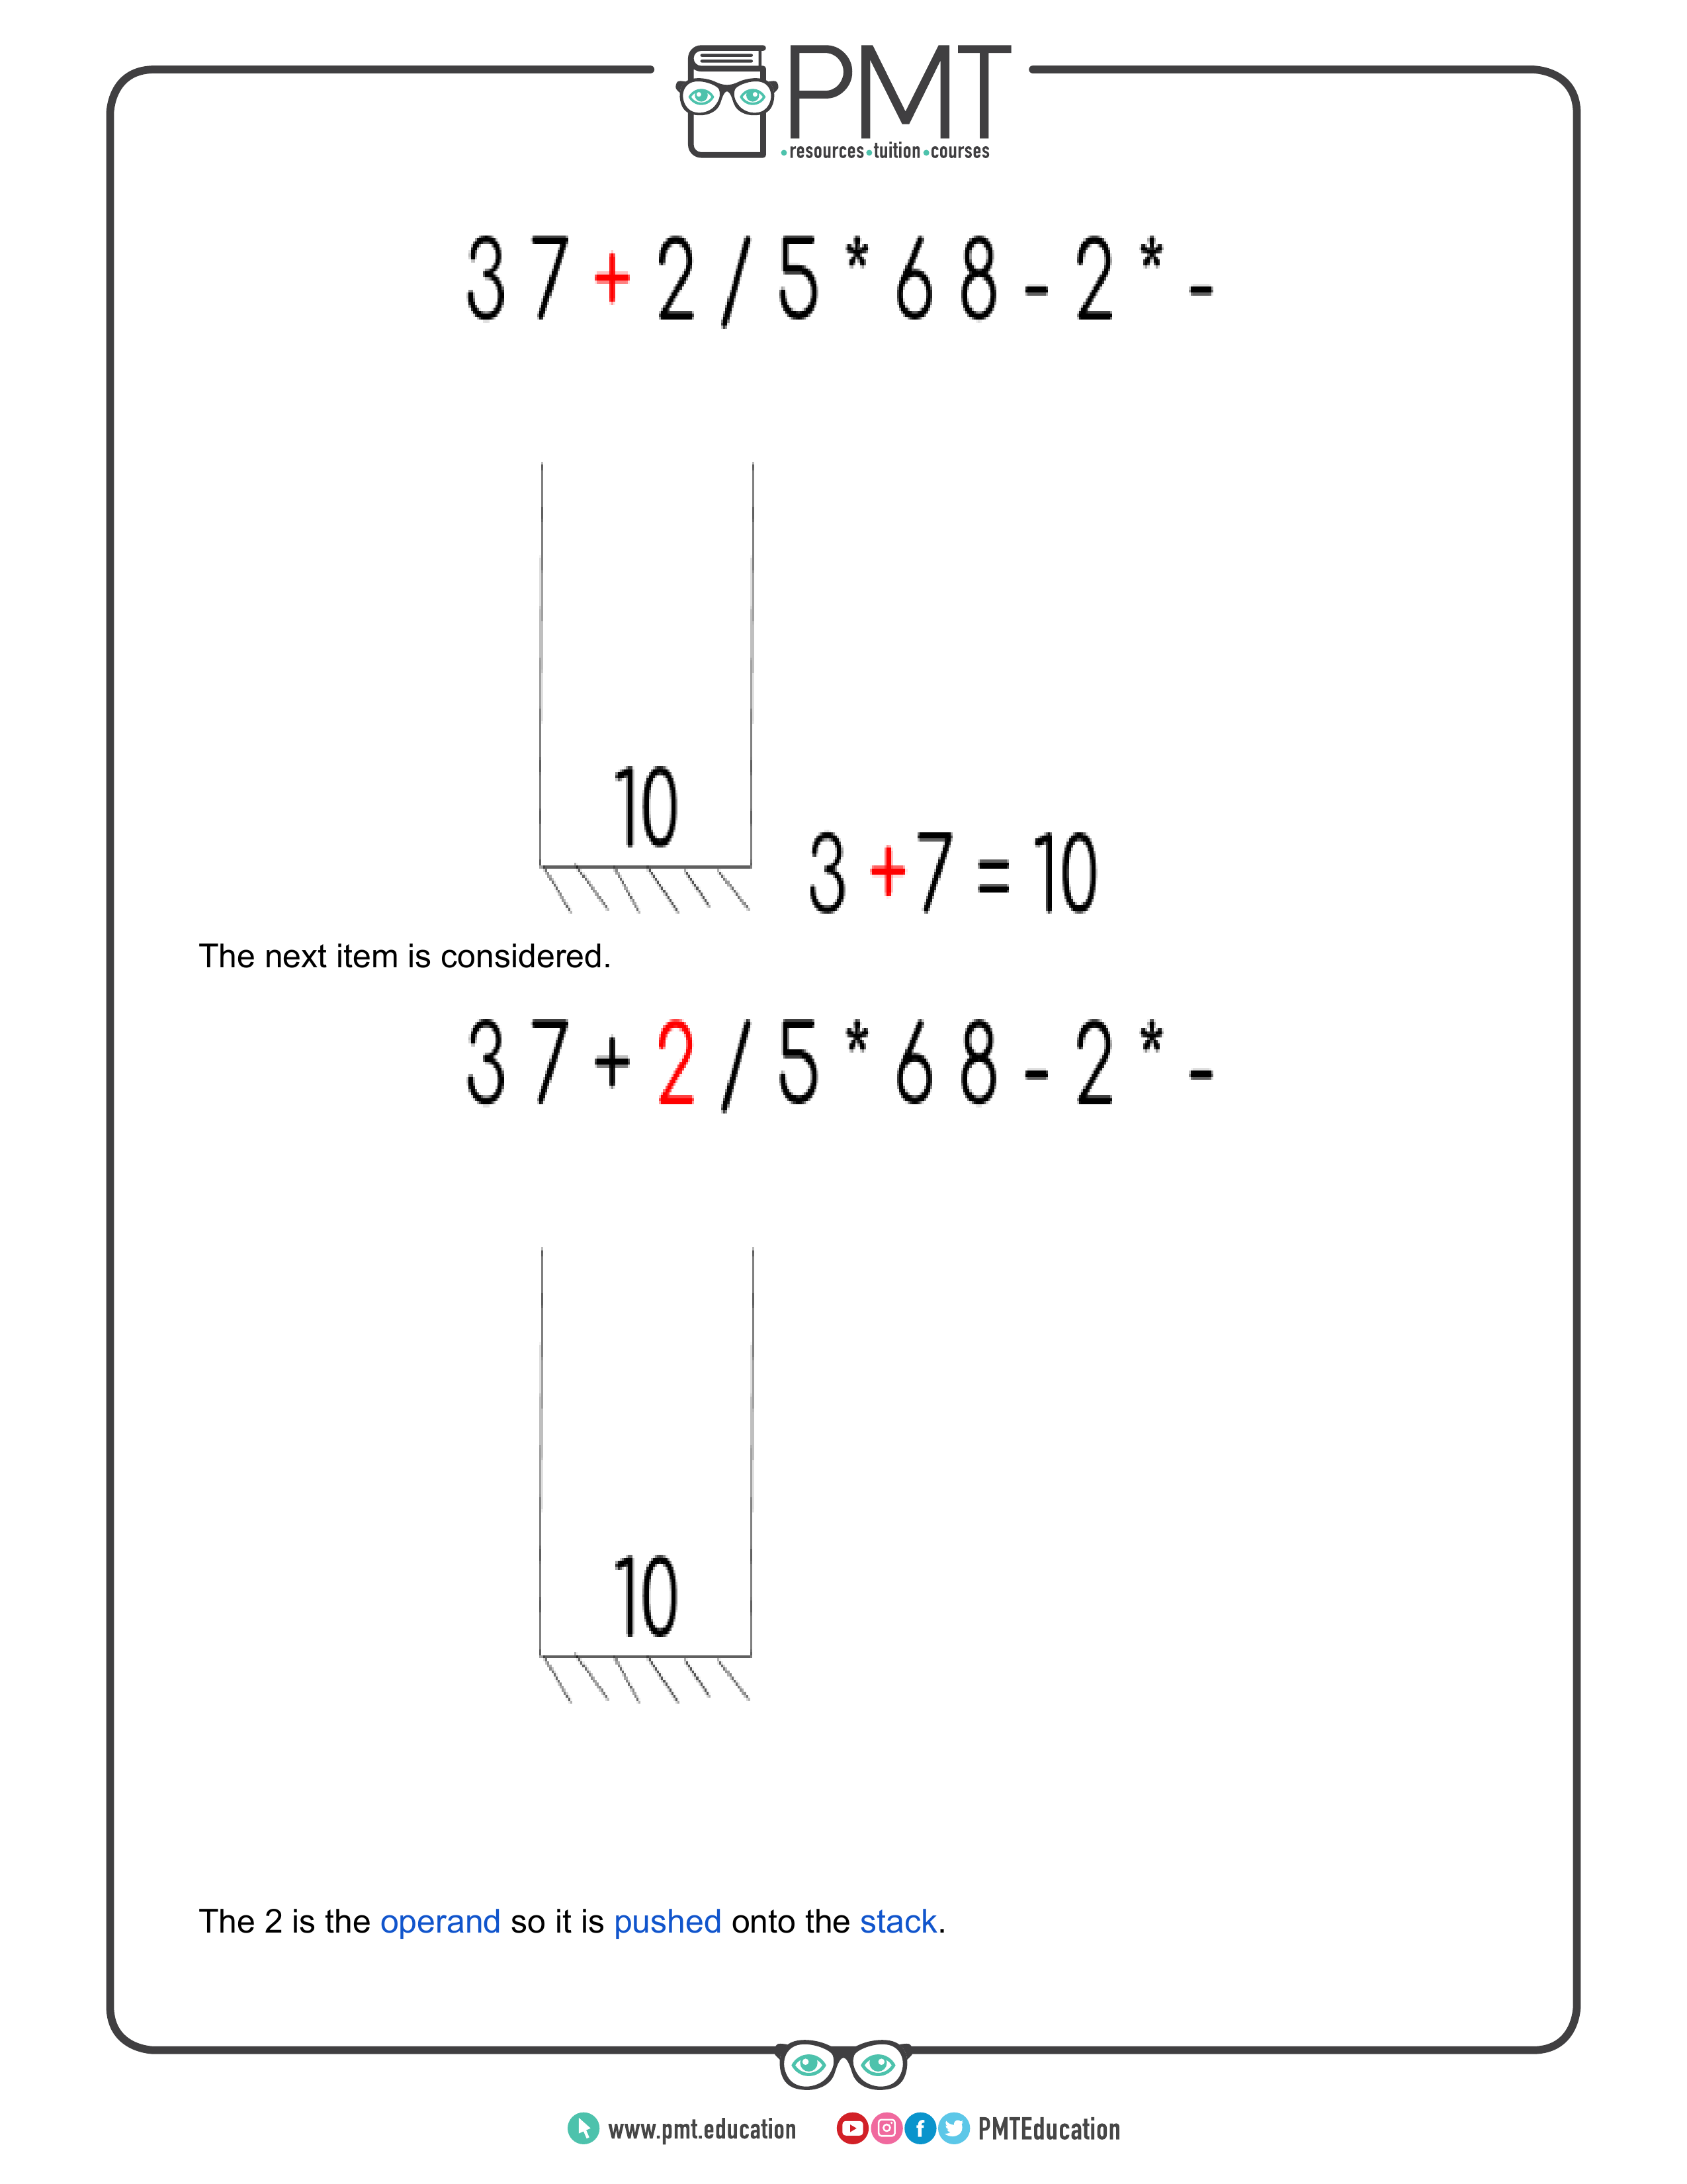 PMT
•resources•tuition•courses
3 7 + 2 / 5 * 6 8 - 2 * -
10
3 + 7 = 10
The next item is considered.
3 7 + 2 / 5 * 6 8 - 2 * -
10
The 2 is the operand so it is pushed onto the stack.
www.pmt.education PMTEducation